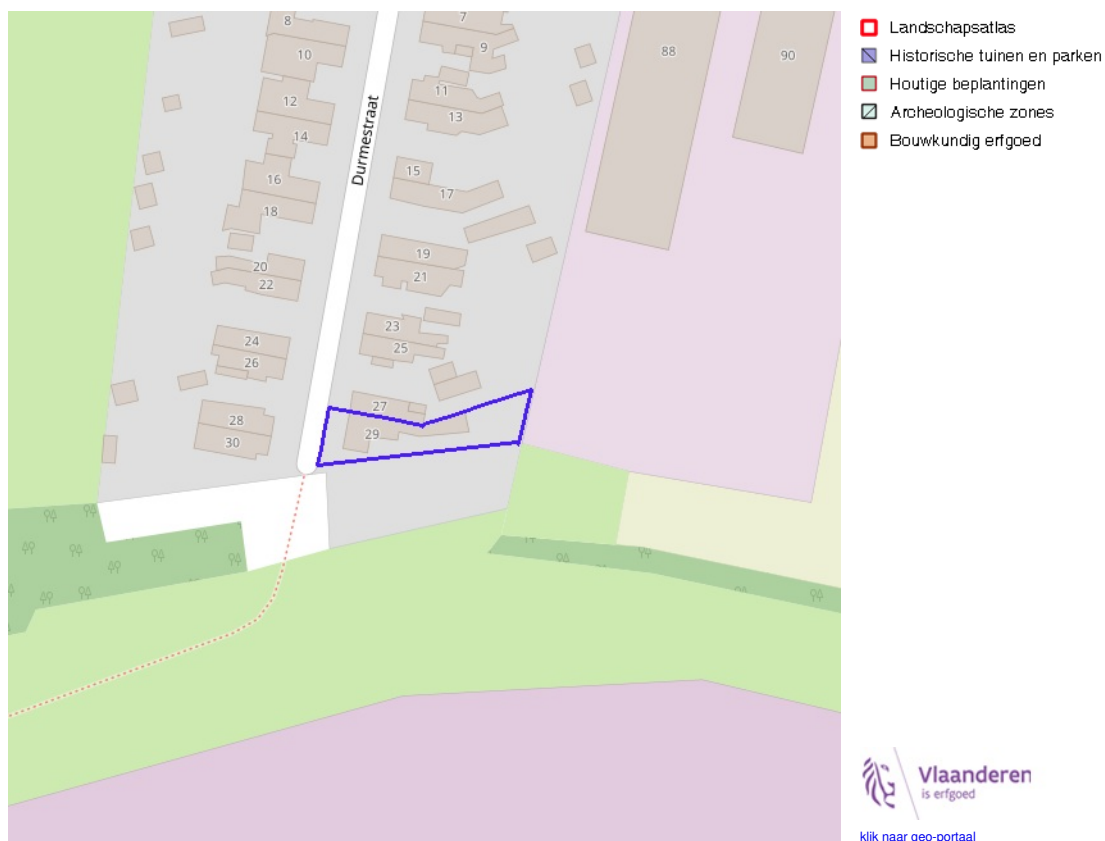 8
10
12
14
16
18
20
22
24
26
28
30
Durmestraat
7
9
11
13
15
17
19
21
23
25
27
29
88
90
Landschapsatlas
Historische tuinen en parken
Houtige beplantingen
Archeologische zones
Bouwkundig erfgoed
Vlaanderen
is erfgoed
klik naar geo-portaal